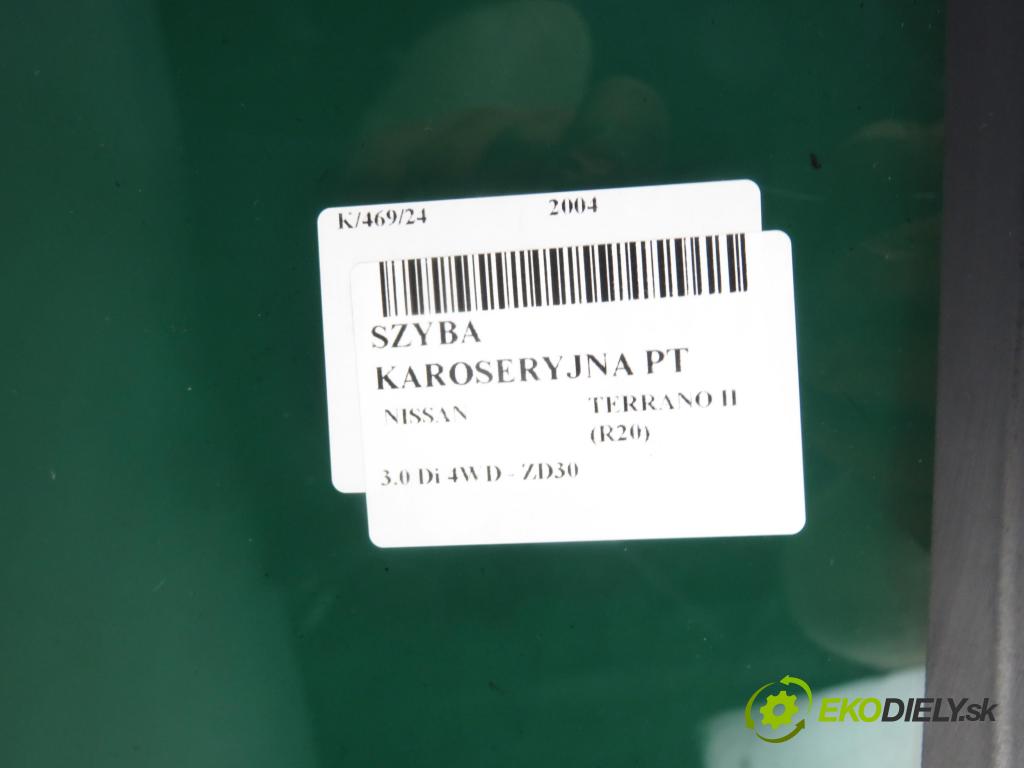 K/469/24 2004
SZYBA
KAROSERYJNA PT
NISSAN TERRANO II
(R20)
3.0 Di 4WD - ZD30
EKODIELY.sk